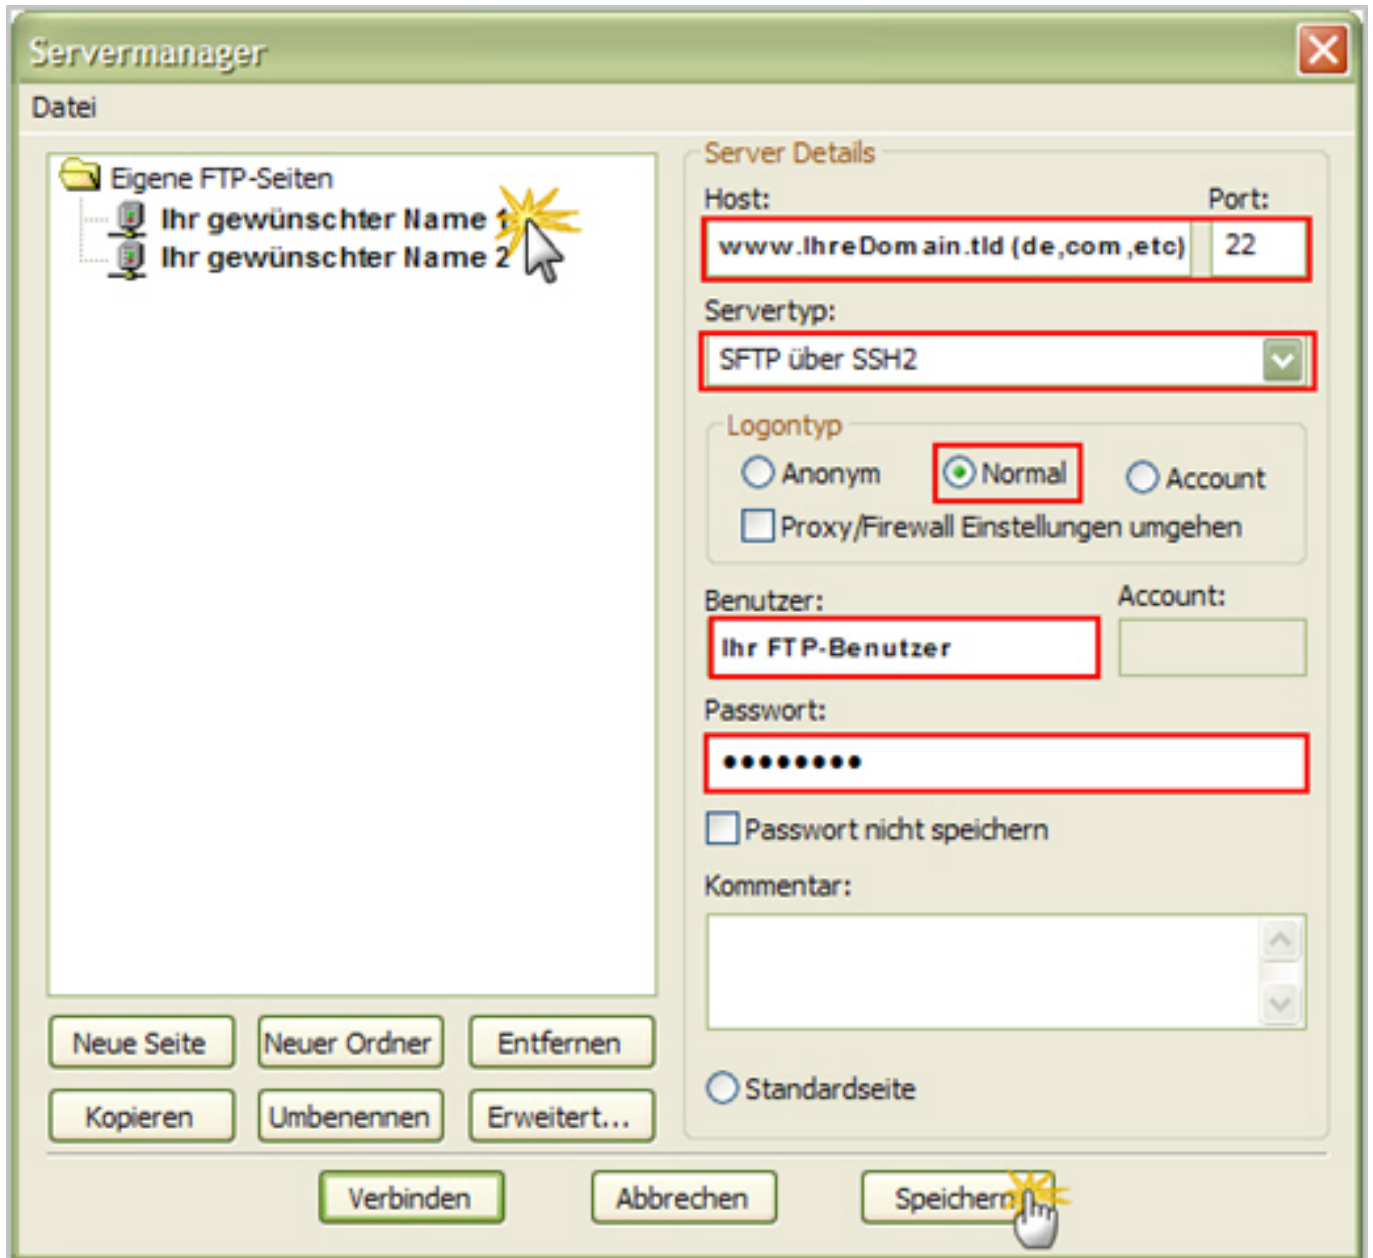 Servermanager
Datei
Eigene FTP-Seiten
Ihr gewünschter Name 1
Ihr gewünschter Name 2
Server Details
Host: Port:
www.IhreDomain.tld (de,com,etc) 22
Servertyp:
SFTP über SSH2
Logontyp
Anonym Normal Account
Proxy/Firewall Einstellungen umgehen
Benutzer: Account:
Ihr FTP-Benutzer
Passwort:
••••••••
Passwort nicht speichern
Kommentar:
Standardseite
Neue Seite Neuer Ordner Entfernen
Kopieren Umbenennen Erweitert...
Verbinden Abbrechen Speichern